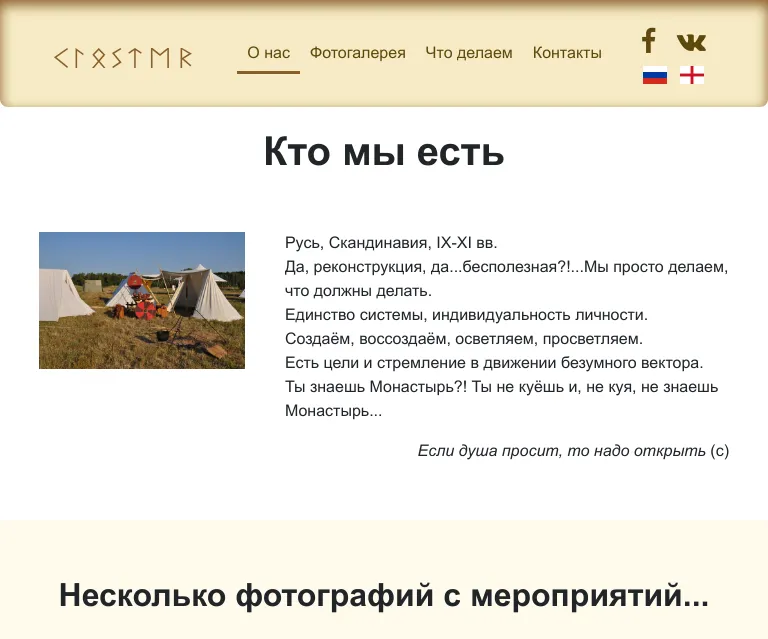 ᚲᛚᛟᛊᛏᛖᚱ
О нас Фотогалерея Что делаем Контакты
Кто мы есть
Русь, Скандинавия, IX-XI вв.
Да, реконструкция, да...бесполезная?!...Мы просто делаем,
что должны делать.
Единство системы, индивидуальность личности.
Создаём, воссоздаём, осветляем, просветляем.
Есть цели и стремление в движении безумного вектора.
Ты знаешь Монастырь?! Ты не куёшь и, не куя, не знаешь
Монастырь...
Если душа просит, то надо открыть (с)
Несколько фотографий с мероприятий...